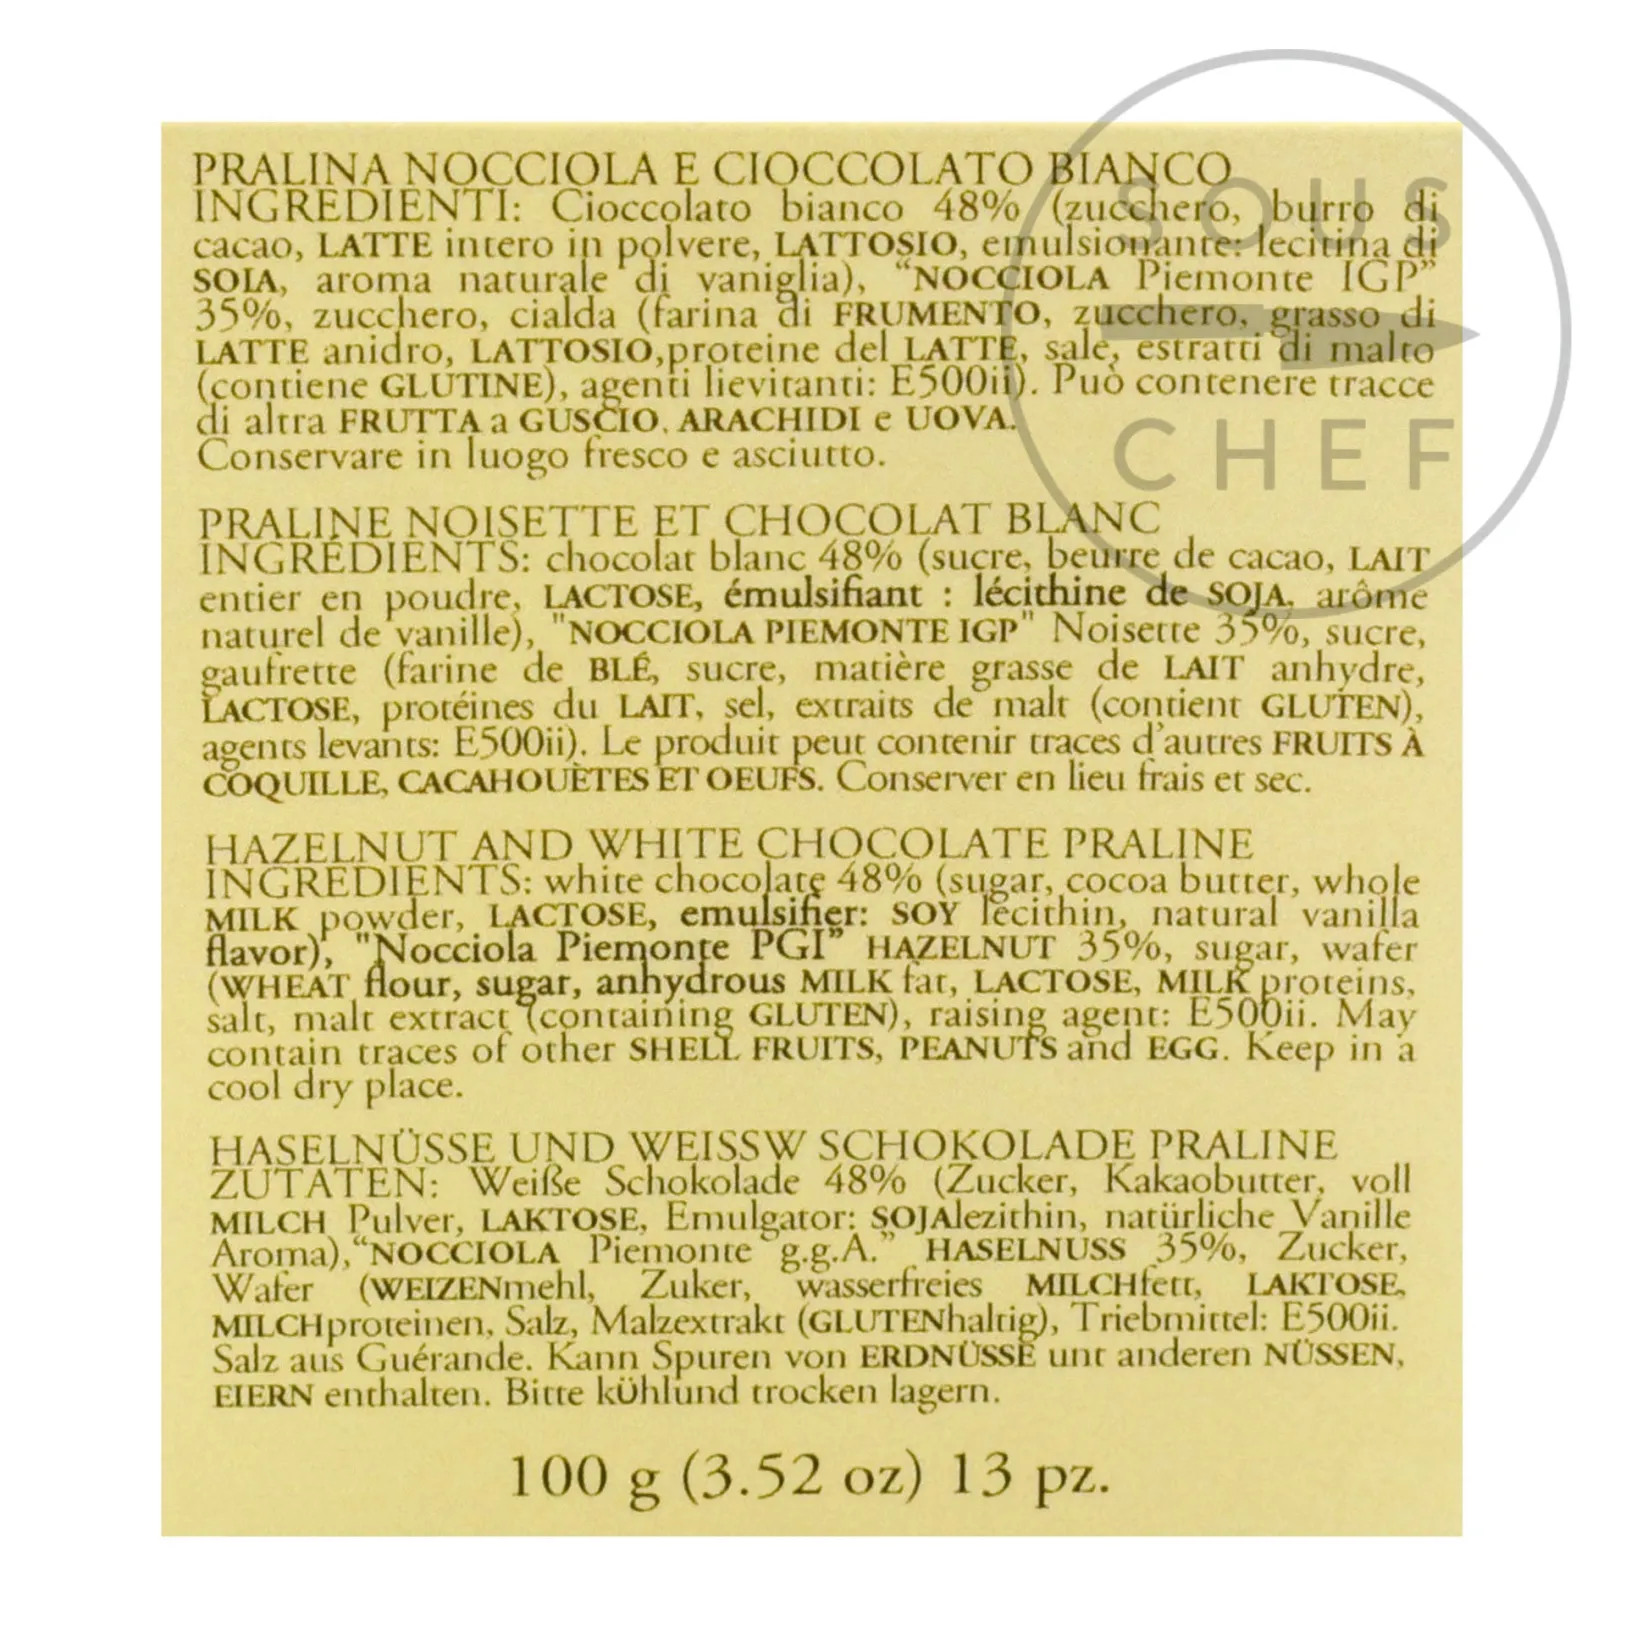 PRALINA NOCCIOLA E CIOCCOLATO BIANCO
INGREDIENTI: Cioccolato bianco 48% (zucchero, burro di
cacao, LATTE intero in polvere, LATTOSIO, emulsionante: lecitina di
SOIA, aroma naturale di vaniglia), “NOCCIOLA Piemonte IGP”
35%, zucchero, cialda (farina di FRUMENTO, zucchero, grasso di
LATTE anidro, LATTOSIO,proteine del LATTE, sale, estratti di malto
(contiene GLUTINE), agenti lievitanti: E500ii). Può contenere tracce
di altra FRUTTA a GUSCIO, ARACHIDI e UOVA.
Conservare in luogo fresco e asciutto.
SOUS
CHEF
PRALINE NOISETTE ET CHOCOLAT BLANC
INGRÉDIENTS: chocolat blanc 48% (sucre, beurre de cacao, LAIT
entier en poudre, LACTOSE, émulsifiant : lécithine de SOJA, arôme
naturel de vanille), "NOCCIOLA PIEMONTE IGP" Noisette 35%, sucre,
gaufrette (farine de BLÉ, sucre, matière grasse de LAIT anhydre,
LACTOSE, protéines du LAIT, sel, extraits de malt (contient GLUTEN),
agents levants: E500ii). Le produit peut contenir traces d’autres FRUITS À
COQUILLE, CACAHOUÈTES ET OEUFS. Conserver en lieu frais et sec.
HAZELNUT AND WHITE CHOCOLATE PRALINE
INGREDIENTS: white chocolate 48% (sugar, cocoa butter, whole
MILK powder, LACTOSE, emulsifier: SOY lecithin, natural vanilla
flavor), "Nocciola Piemonte PGI” HAZELNUT 35%, sugar, wafer
(WHEAT flour, sugar, anhydrous MILK fat, LACTOSE, MILK proteins,
salt, malt extract (containing GLUTEN), raising agent: E500ii. May
contain traces of other SHELL FRUITS, PEANUTS and EGG. Keep in a
cool dry place.
HASELNÜSSE UND WEISSW SCHOKOLADE PRALINE
ZUTATEN: Weiße Schokolade 48% (Zucker, Kakaobutter, voll
MILCH Pulver, LAKTOSE, Emulgator: SOJAlezithin, natürliche Vanille
Aroma),“NOCCIOLA Piemonte g.g.A.” HASELNUSS 35%, Zucker,
Wafer (WEIZENmehl, Zuker, wasserfreies MILCHfett, LAKTOSE,
MILCHproteinen, Salz, Malzextrakt (GLUTENhaltig), Triebmittel: E500ii.
Salz aus Guérande. Kann Spuren von ERDNÜSSE unt anderen NÜSSEN,
EIERN enthalten. Bitte kÜhlund trocken lagern.
100 g (3.52 oz) 13 pz.